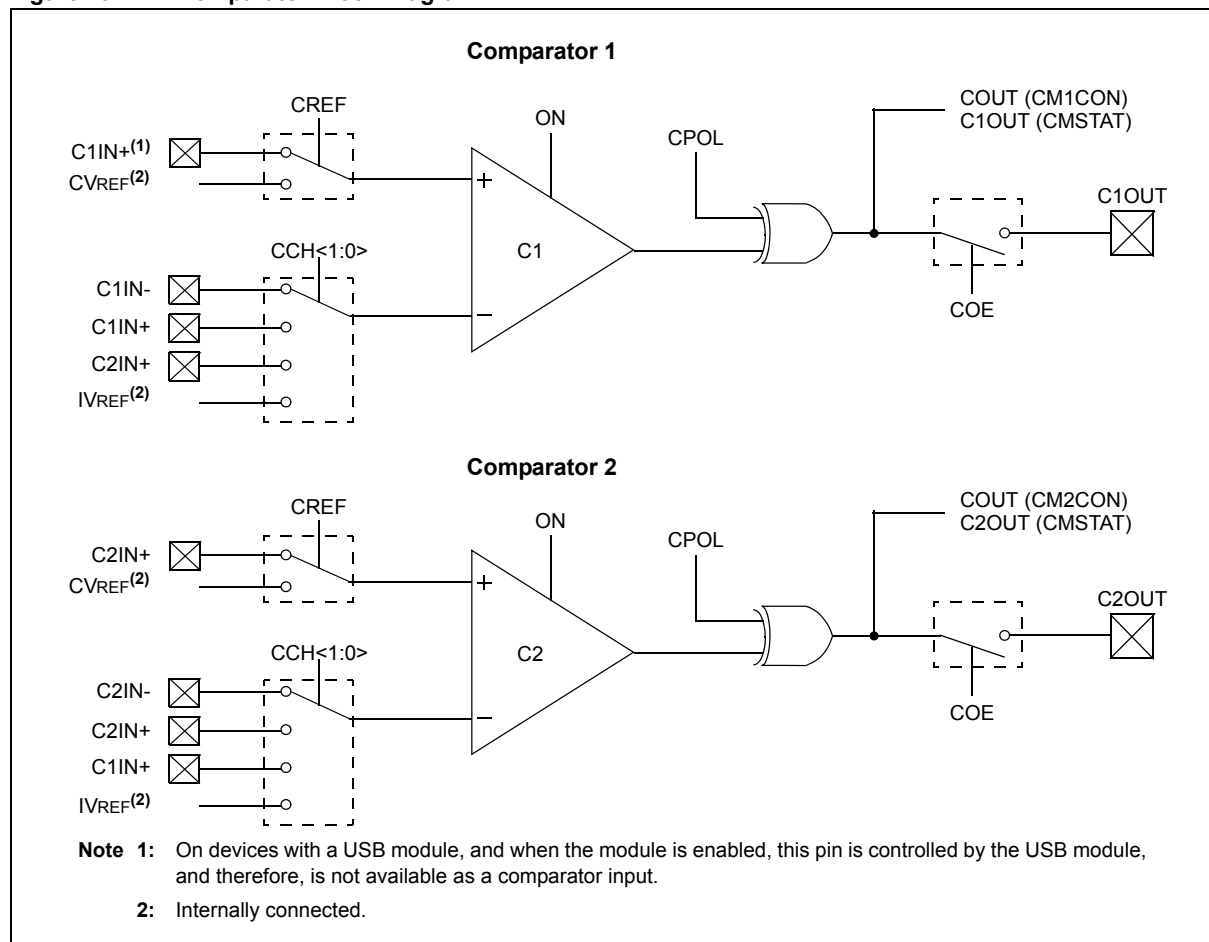 Comparator 1
CREF
ON
CPOL
COUT (CM1CON)
C1OUT (CMSTAT)
C1IN+(1)
CVREF(2)
+
C1OUT
CCH<1:0>
C1
C1IN-
C1IN+
C2IN+
IVREF(2)
–
COE
Comparator 2
CREF
ON
CPOL
COUT (CM2CON)
C2OUT (CMSTAT)
C2IN+
CVREF(2)
+
C2OUT
CCH<1:0>
C2
C2IN-
C2IN+
C1IN+
IVREF(2)
–
COE
Note 1: On devices with a USB module, and when the module is enabled, this pin is controlled by the USB module,
and therefore, is not available as a comparator input.
2: Internally connected.